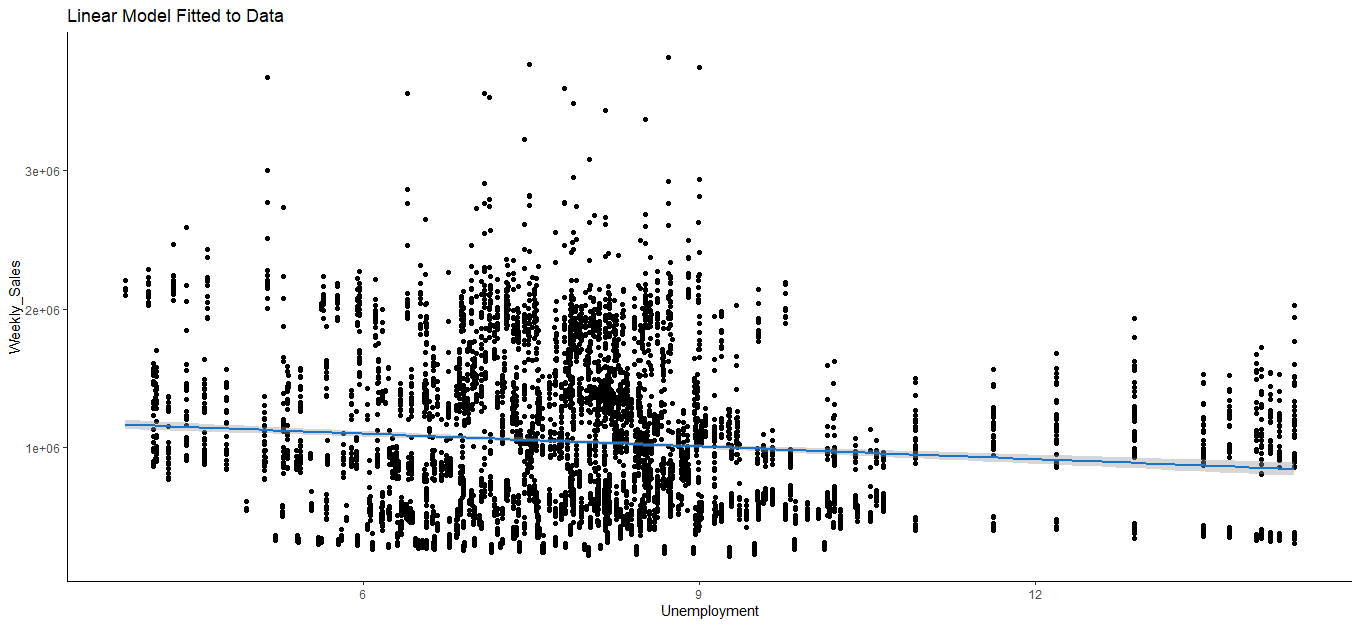 Linear Model Fitted to Data
3e+06
2e+06
1e+06
Weekly_Sales
6
9
12
Unemployment